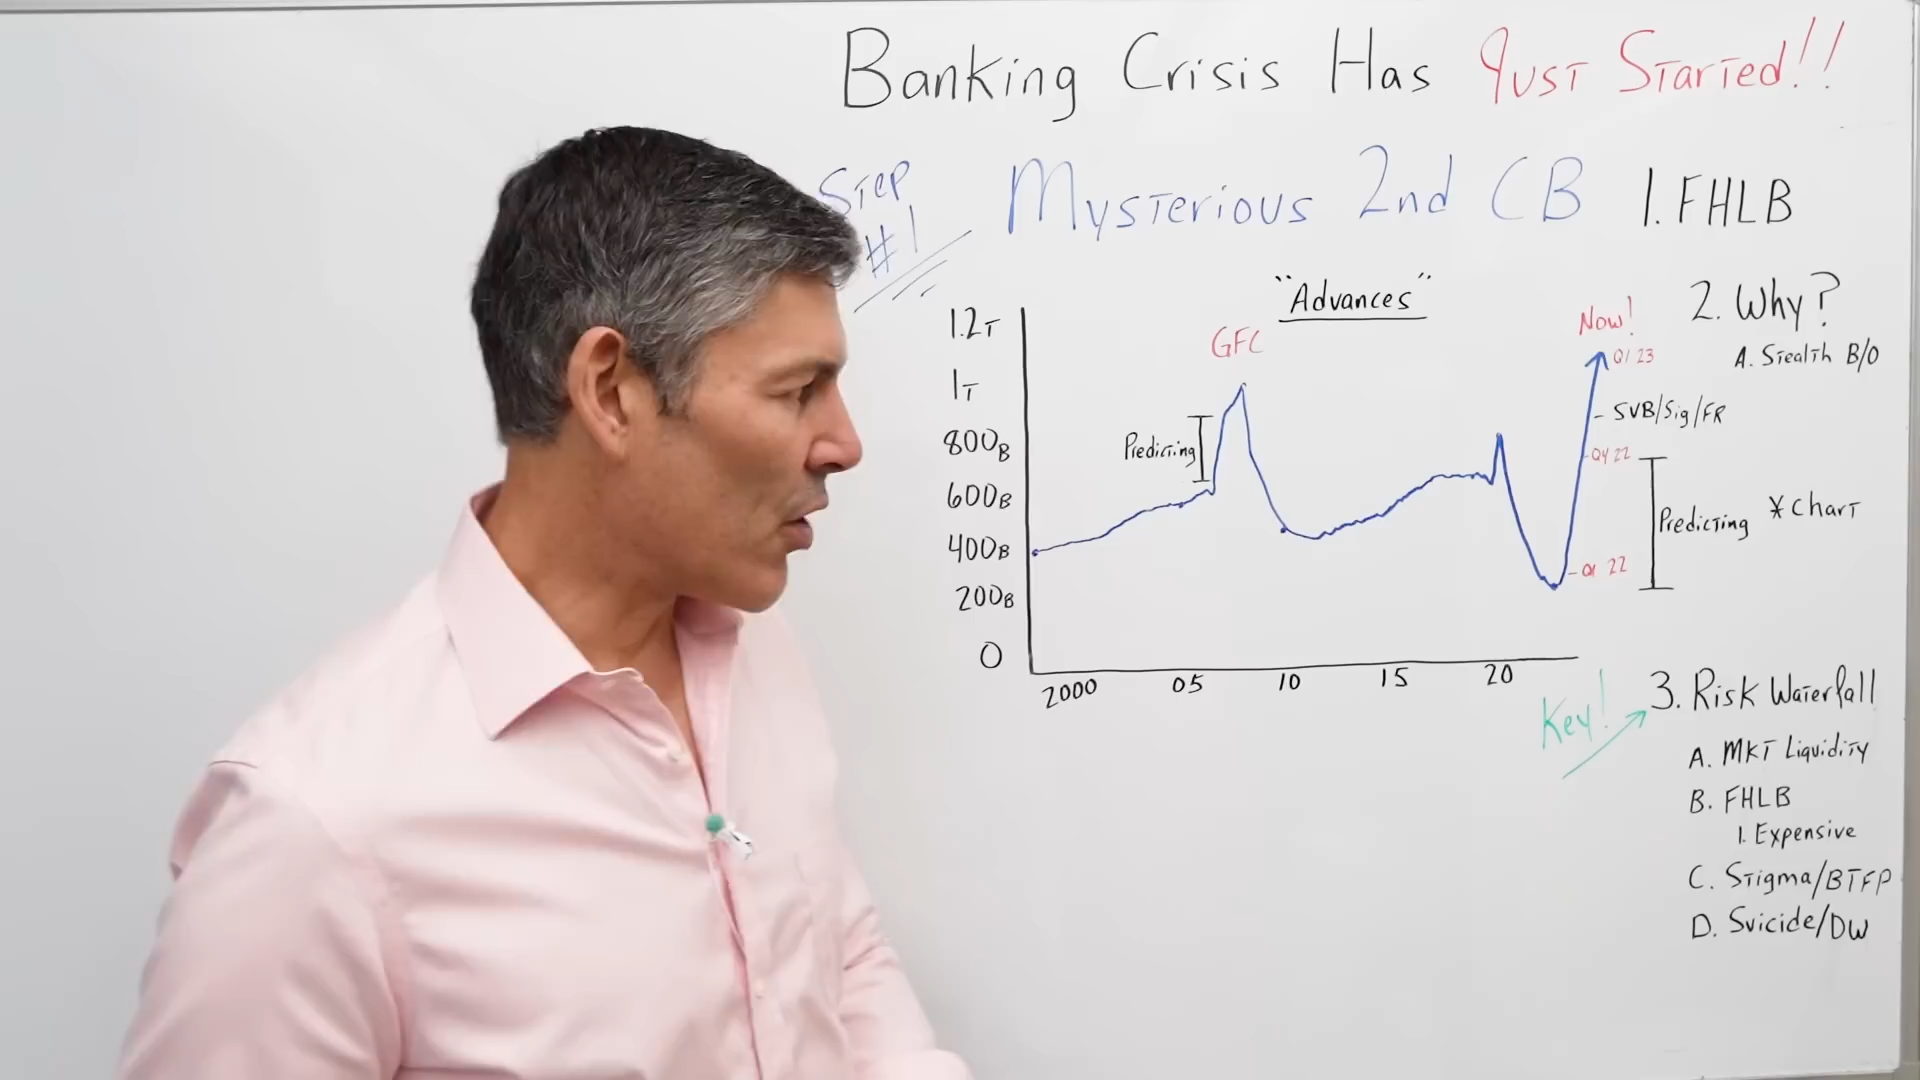 Banking Crisis Has Just Started!!
Step
#1
Mysterious 2nd CB
1. FHLB
"Advances"
2. Why?
A. Stealth B/O
1.2T
1T
800B
600B
400B
200B
0
2000 05 10 15 20
GFC
Predicting
Now!
Q1 23
- SVB/Sig/FR
- Q4 22
- Q1 22
Predicting
* Chart
Key!
3. Risk Waterfall
A. MKT Liquidity
B. FHLB
1. Expensive
C. Stigma/BTFP
D. Suicide/DW